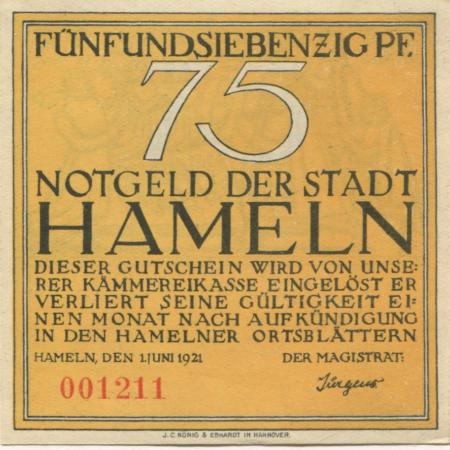 FÜNFUNDSIEBENZIG PF.
75
NOTGELD DER STADT
HAMELN
DIESER GUTSCHEIN WIRD VON UNSE-
RER KÄMMEREIKASSE EINGELÖST ER
VERLIERT SEINE GÜLTIGKEIT EI-
NEN MONAT NACH AUFKÜNDIGUNG
IN DEN HAMELNER ORTSBLÄTTERN
HAMELN, DEN 1.JUNI 1921 DER MAGISTRAT:
001211 Jürgens
J. C. KÖNIG & EBHARDT IN HANNOVER.